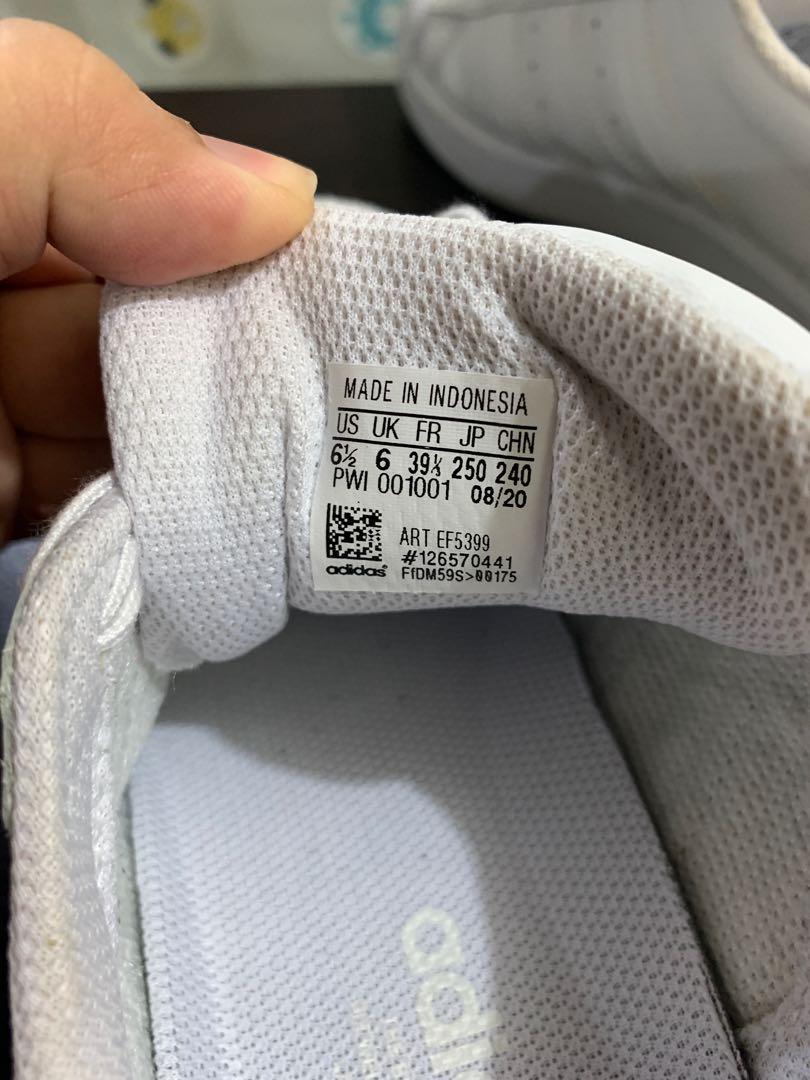 MADE IN INDONESIA
US UK FR JP CHN
6½ 6 39⅓ 250 240
PWI 001001 08/20
ART EF5399
#126570441
adidas® FfDM59S>00175